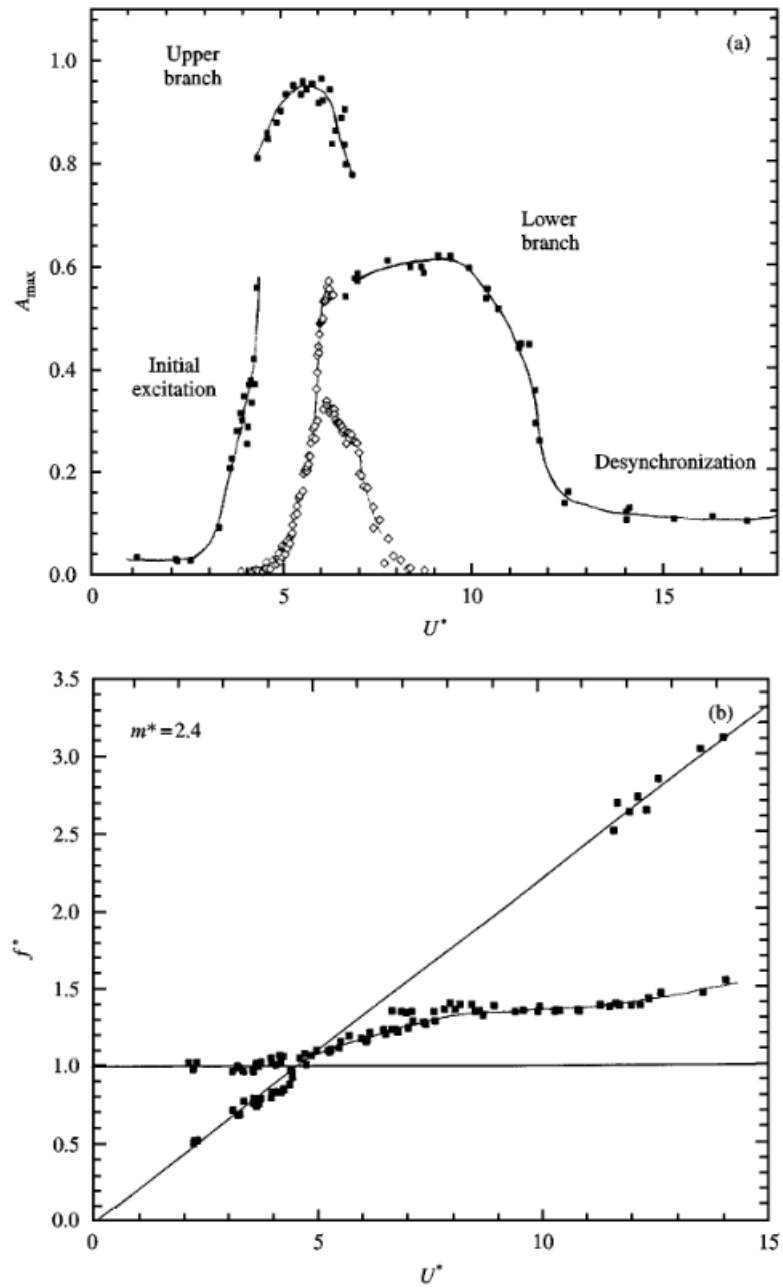 (a)
Upper
branch
1.0
0.8
Lower
branch
0.6
A_max
0.4
Initial
excitation
0.2
Desynchronization
0.0
0 5 10 15
U*
3.5
(b)
m* = 2.4
3.0
2.5
2.0
f*
1.5
1.0
0.5
0.0
0 5 10 15
U*